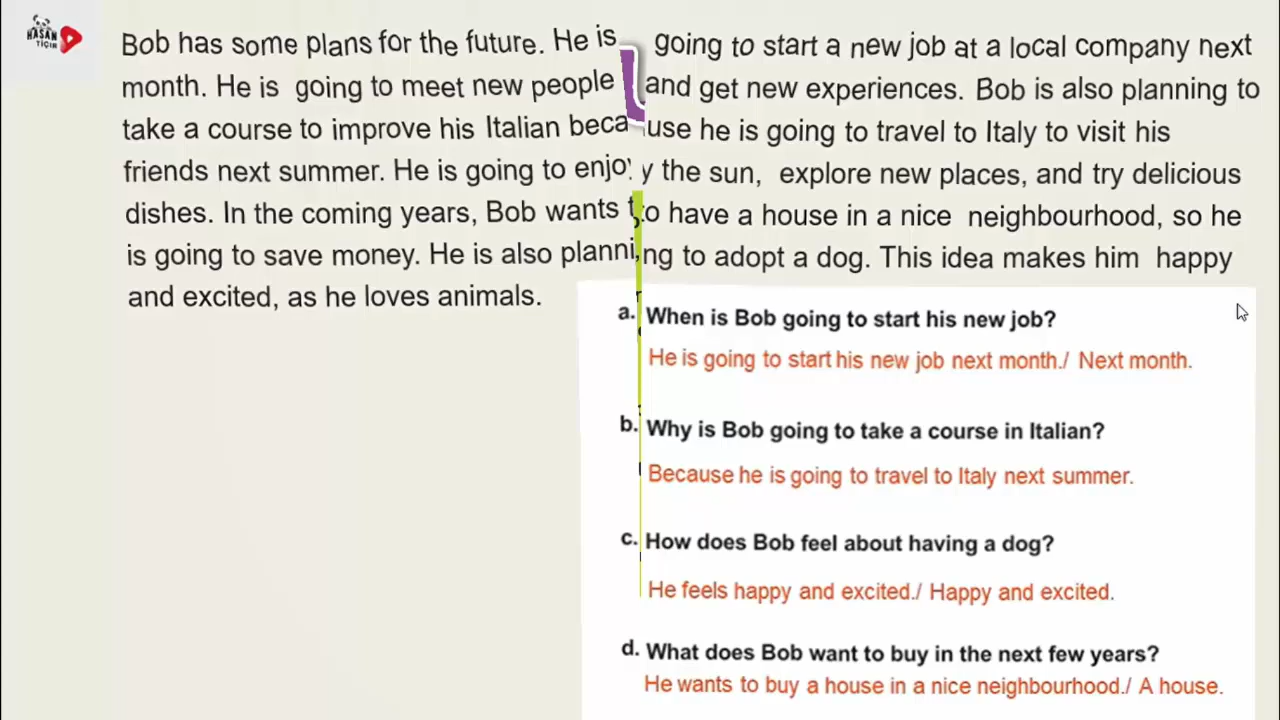 HASAN
TİÇIR
Bob has some plans for the future. He is going to start a new job at a local company next
month. He is going to meet new people and get new experiences. Bob is also planning to
take a course to improve his Italian because he is going to travel to Italy to visit his
friends next summer. He is going to enjoy the sun, explore new places, and try delicious
dishes. In the coming years, Bob wants to have a house in a nice neighbourhood, so he
is going to save money. He is also planning to adopt a dog. This idea makes him happy
and excited, as he loves animals.
a. When is Bob going to start his new job?
He is going to start his new job next month./ Next month.
b. Why is Bob going to take a course in Italian?
Because he is going to travel to Italy next summer.
c. How does Bob feel about having a dog?
He feels happy and excited./ Happy and excited.
d. What does Bob want to buy in the next few years?
He wants to buy a house in a nice neighbourhood./ A house.